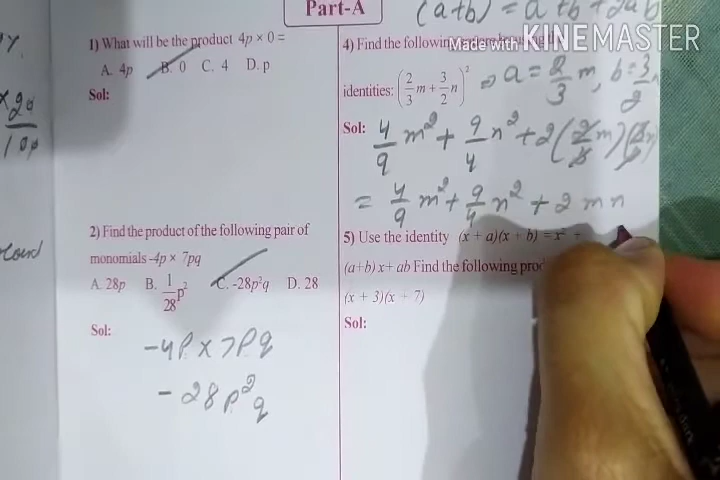 Part-A
(a+b) = a + b + 2ab
1) What will be the product 4p × 0 =
A. 4p B. 0 C. 4 D. p
Sol:
× 29
10p
2) Find the product of the following pair of
monomials -4p × 7pq
A. 28p B. 1/28 p² C. -28p²q D. 28
Sol:
-4p × 7pq
- 28p²q
4) Find the following
Made with KINEMASTER
identities: (2/3 m + 3/2 n)² ⇒ a = 2/3 m, b = 3/2
Sol: 4/9 m² + 9/4 n² + 2(2/3 m)(3/2 n)
= 4/9 m² + 9/4 n² + 2mn
5) Use the identity (x + a)(x + b) = x² +
(a+b) x + ab Find the following
(x + 3)(x + 7)
Sol: